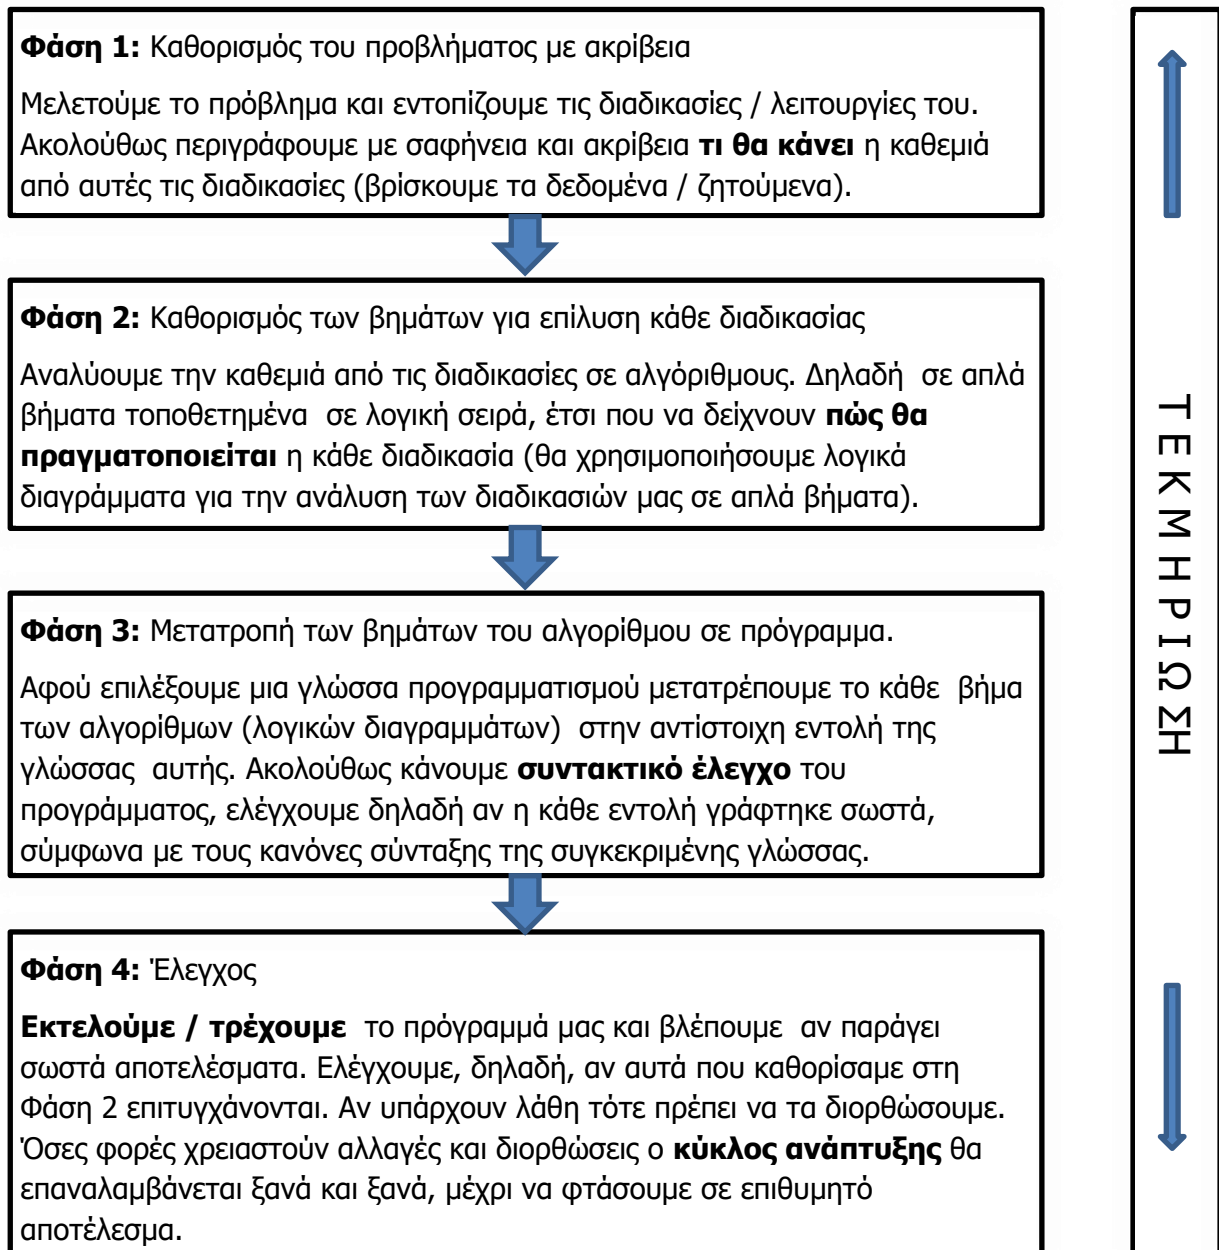 Φάση 1: Καθορισμός του προβλήματος με ακρίβεια
Μελετούμε το πρόβλημα και εντοπίζουμε τις διαδικασίες / λειτουργίες του.
Ακολούθως περιγράφουμε με σαφήνεια και ακρίβεια τι θα κάνει η καθεμιά
από αυτές τις διαδικασίες (βρίσκουμε τα δεδομένα / ζητούμενα).
Φάση 2: Καθορισμός των βημάτων για επίλυση κάθε διαδικασίας
Αναλύουμε την καθεμιά από τις διαδικασίες σε αλγόριθμους. Δηλαδή σε απλά
βήματα τοποθετημένα σε λογική σειρά, έτσι που να δείχνουν πώς θα
πραγματοποιείται η κάθε διαδικασία (θα χρησιμοποιήσουμε λογικά
διαγράμματα για την ανάλυση των διαδικασιών μας σε απλά βήματα).
Φάση 3: Μετατροπή των βημάτων του αλγορίθμου σε πρόγραμμα.
Αφού επιλέξουμε μια γλώσσα προγραμματισμού μετατρέπουμε το κάθε βήμα
των αλγορίθμων (λογικών διαγραμμάτων) στην αντίστοιχη εντολή της
γλώσσας αυτής. Ακολούθως κάνουμε συντακτικό έλεγχο του
προγράμματος, ελέγχουμε δηλαδή αν η κάθε εντολή γράφτηκε σωστά,
σύμφωνα με τους κανόνες σύνταξης της συγκεκριμένης γλώσσας.
Φάση 4: Έλεγχος
Εκτελούμε / τρέχουμε το πρόγραμμά μας και βλέπουμε αν παράγει
σωστά αποτελέσματα. Ελέγχουμε, δηλαδή, αν αυτά που καθορίσαμε στη
Φάση 2 επιτυγχάνονται. Αν υπάρχουν λάθη τότε πρέπει να τα διορθώσουμε.
Όσες φορές χρειαστούν αλλαγές και διορθώσεις ο κύκλος ανάπτυξης θα
επαναλαμβάνεται ξανά και ξανά, μέχρι να φτάσουμε σε επιθυμητό
αποτέλεσμα.
Τ Ε Κ Μ Η Ρ Ι Ω ΣΗ